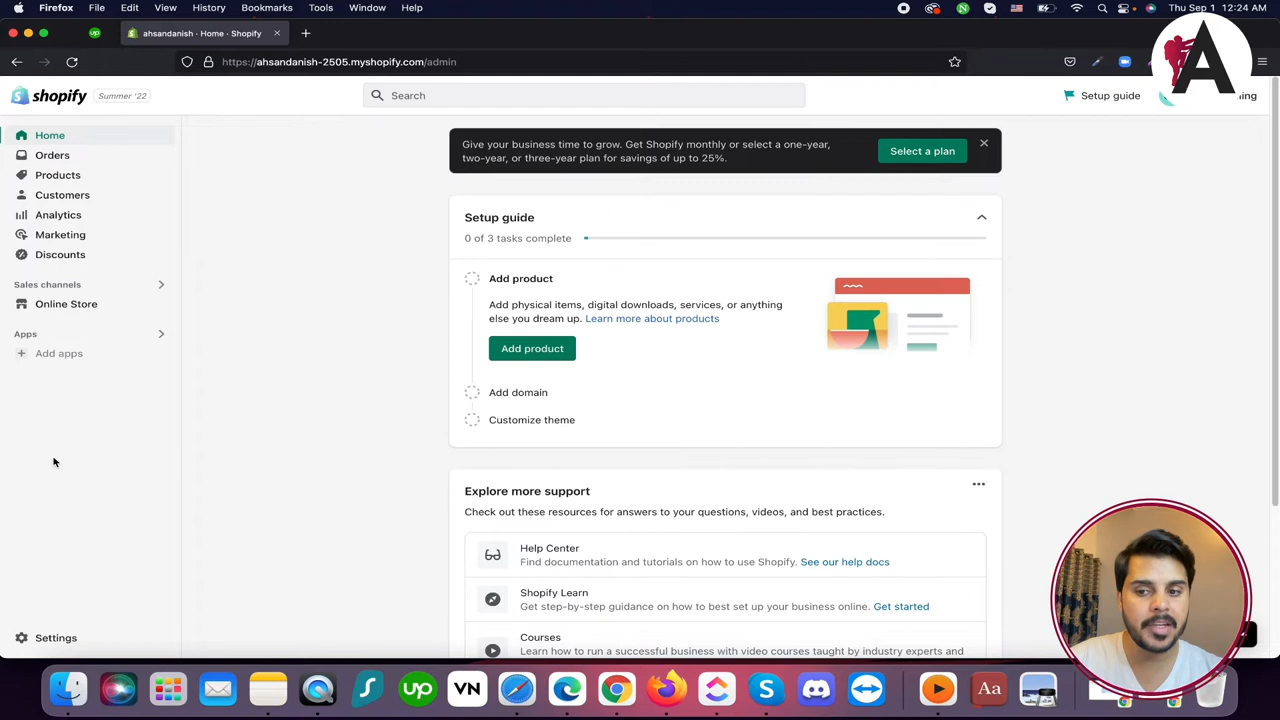 Firefox File Edit View History Bookmarks Tools Window Help Thu Sep 1 12:24 AM
up ahsandanish · Home · Shopify
https://ahsandanish-2505.myshopify.com/admin
shopify Summer '22
Search
Setup guide
A
Home
Orders
Products
Customers
Analytics
Marketing
Discounts
Sales channels
Online Store
Apps
Add apps
Settings
Give your business time to grow. Get Shopify monthly or select a one-year,
two-year, or three-year plan for savings of up to 25%.
Select a plan
Setup guide
0 of 3 tasks complete
Add product
Add physical items, digital downloads, services, or anything
else you dream up. Learn more about products
Add product
Add domain
Customize theme
Explore more support
Check out these resources for answers to your questions, videos, and best practices.
Help Center
Find documentation and tutorials on how to use Shopify. See our help docs
Shopify Learn
Get step-by-step guidance on how to best set up your business online. Get started
Courses
Learn how to run a successful business with video courses taught by industry experts and
up VN S Aa